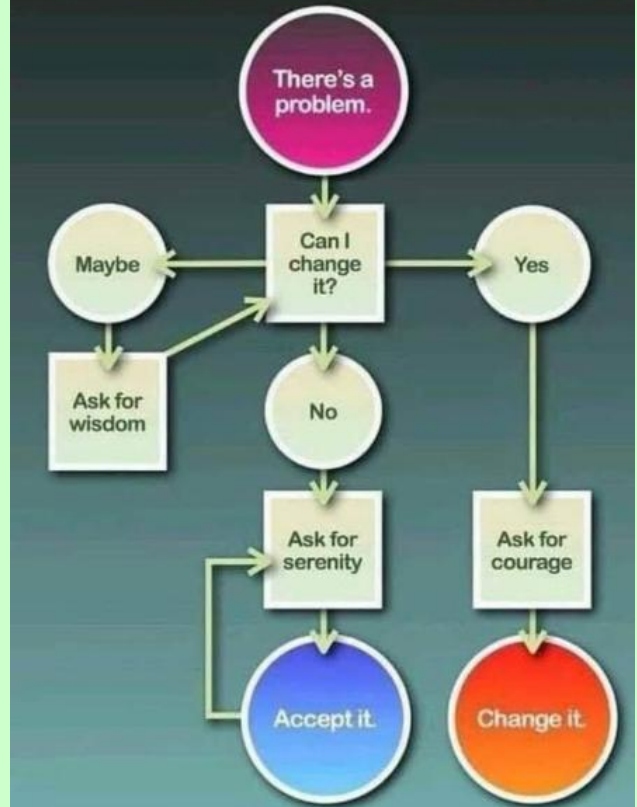 There's a
problem.
Can I
change
it?
Maybe
Yes
Ask for
wisdom
No
Ask for
serenity
Ask for
courage
Accept it.
Change it.